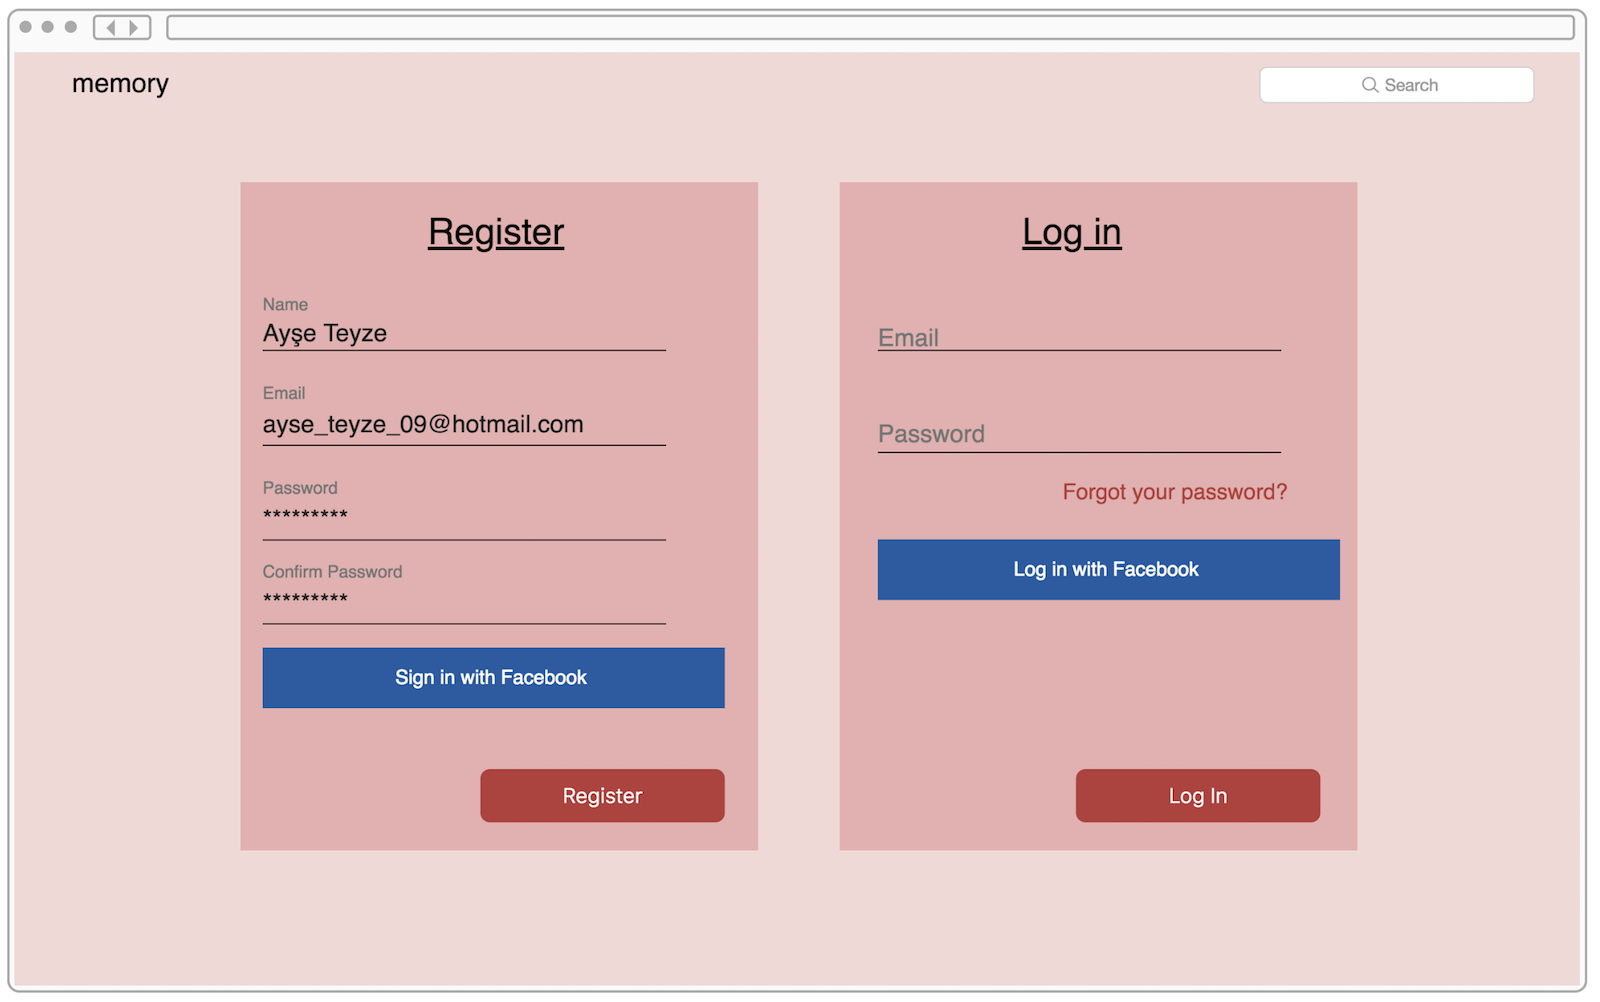 memory
Search
Register
Name
Ayşe Teyze
Email
ayse_teyze_09@hotmail.com
Password
*********
Confirm Password
*********
Sign in with Facebook
Register
Log in
Email
Password
Forgot your password?
Log in with Facebook
Log In